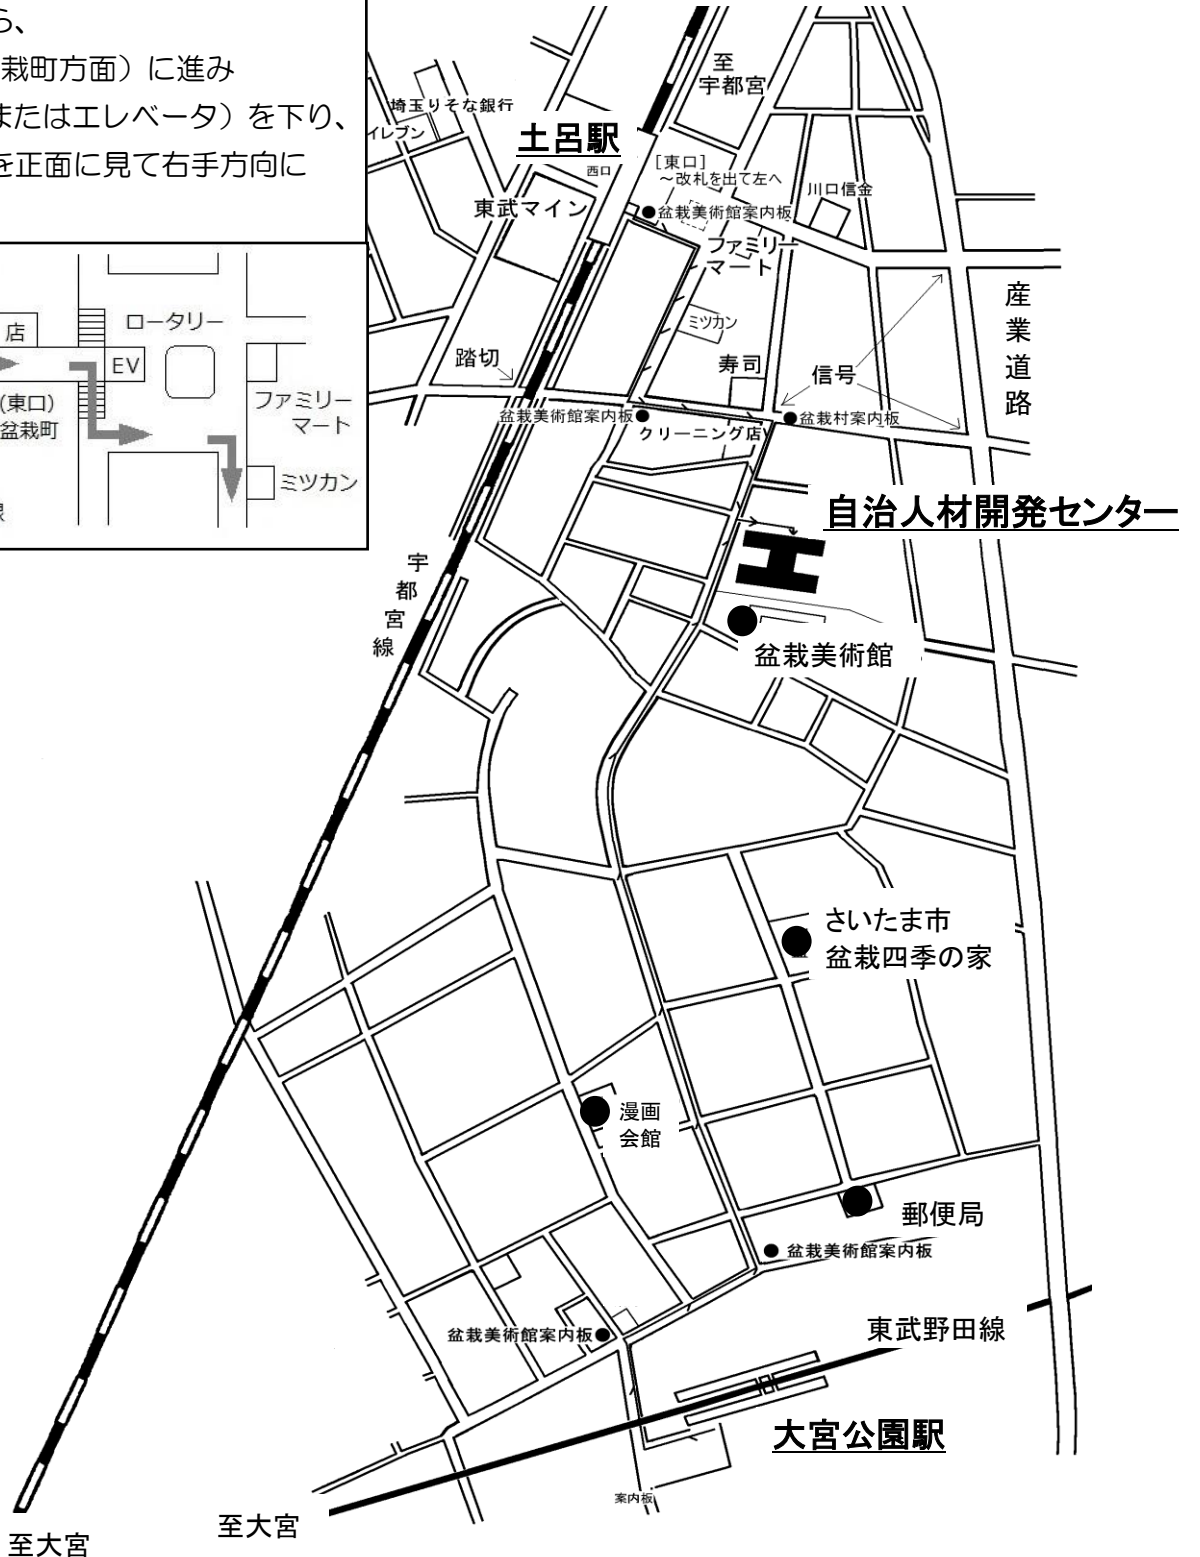 ら、
栽町方面）に進み
またはエレベータ）を下り、
を正面に見て右手方向に
店
ロータリー
EV
(東口)
盆栽町
ファミリー
マート
ミツカン
至
宇都宮
埼玉りそな銀行
イレブン
土呂駅
西口
［東口］
～改札を出て左へ
川口信金
東武マイン
盆栽美術館案内板
ファミリー
マート
産業道路
ミツカン
踏切
寿司
信号
盆栽美術館案内板
盆栽村案内板
クリーニング店
自治人材開発センター
宇都宮線
盆栽美術館
さいたま市
盆栽四季の家
漫画
会館
郵便局
盆栽美術館案内板
東武野田線
盆栽美術館案内板
大宮公園駅
案内板
至大宮
至大宮